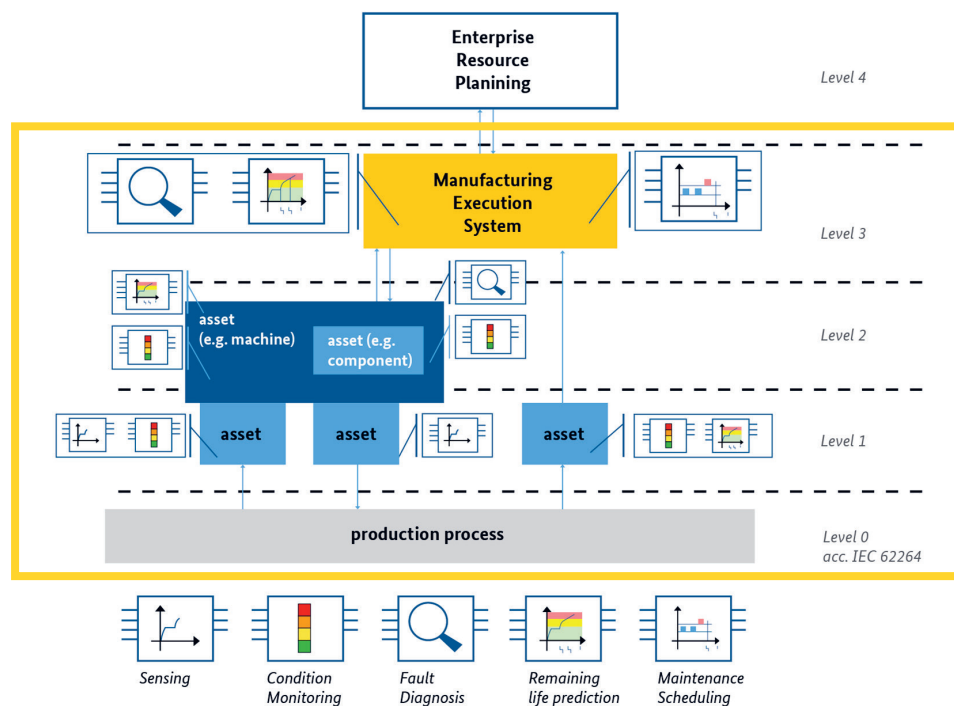 Enterprise
Resource
Planining
Level 4
Manufacturing
Execution
System
Level 3
asset
(e.g. machine)
asset (e.g.
component)
Level 2
asset
asset
asset
Level 1
production process
Level 0
acc. IEC 62264
Sensing
Condition
Monitoring
Fault
Diagnosis
Remaining
life prediction
Maintenance
Scheduling